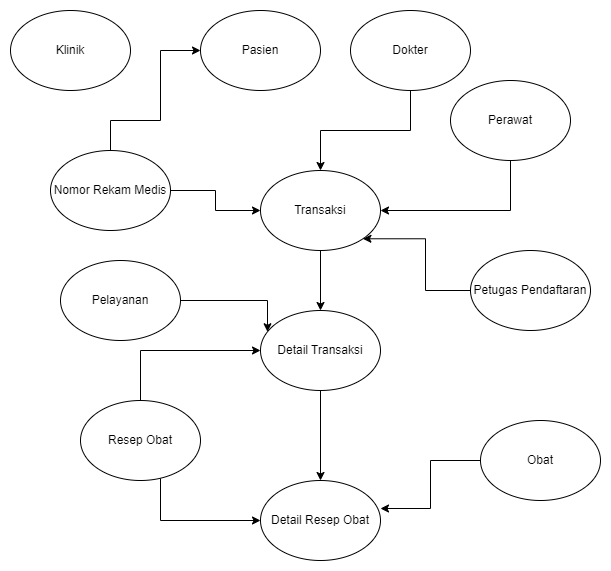 Klinik
Pasien
Dokter
Perawat
Nomor Rekam Medis
Transaksi
Petugas Pendaftaran
Pelayanan
Detail Transaksi
Resep Obat
Obat
Detail Resep Obat